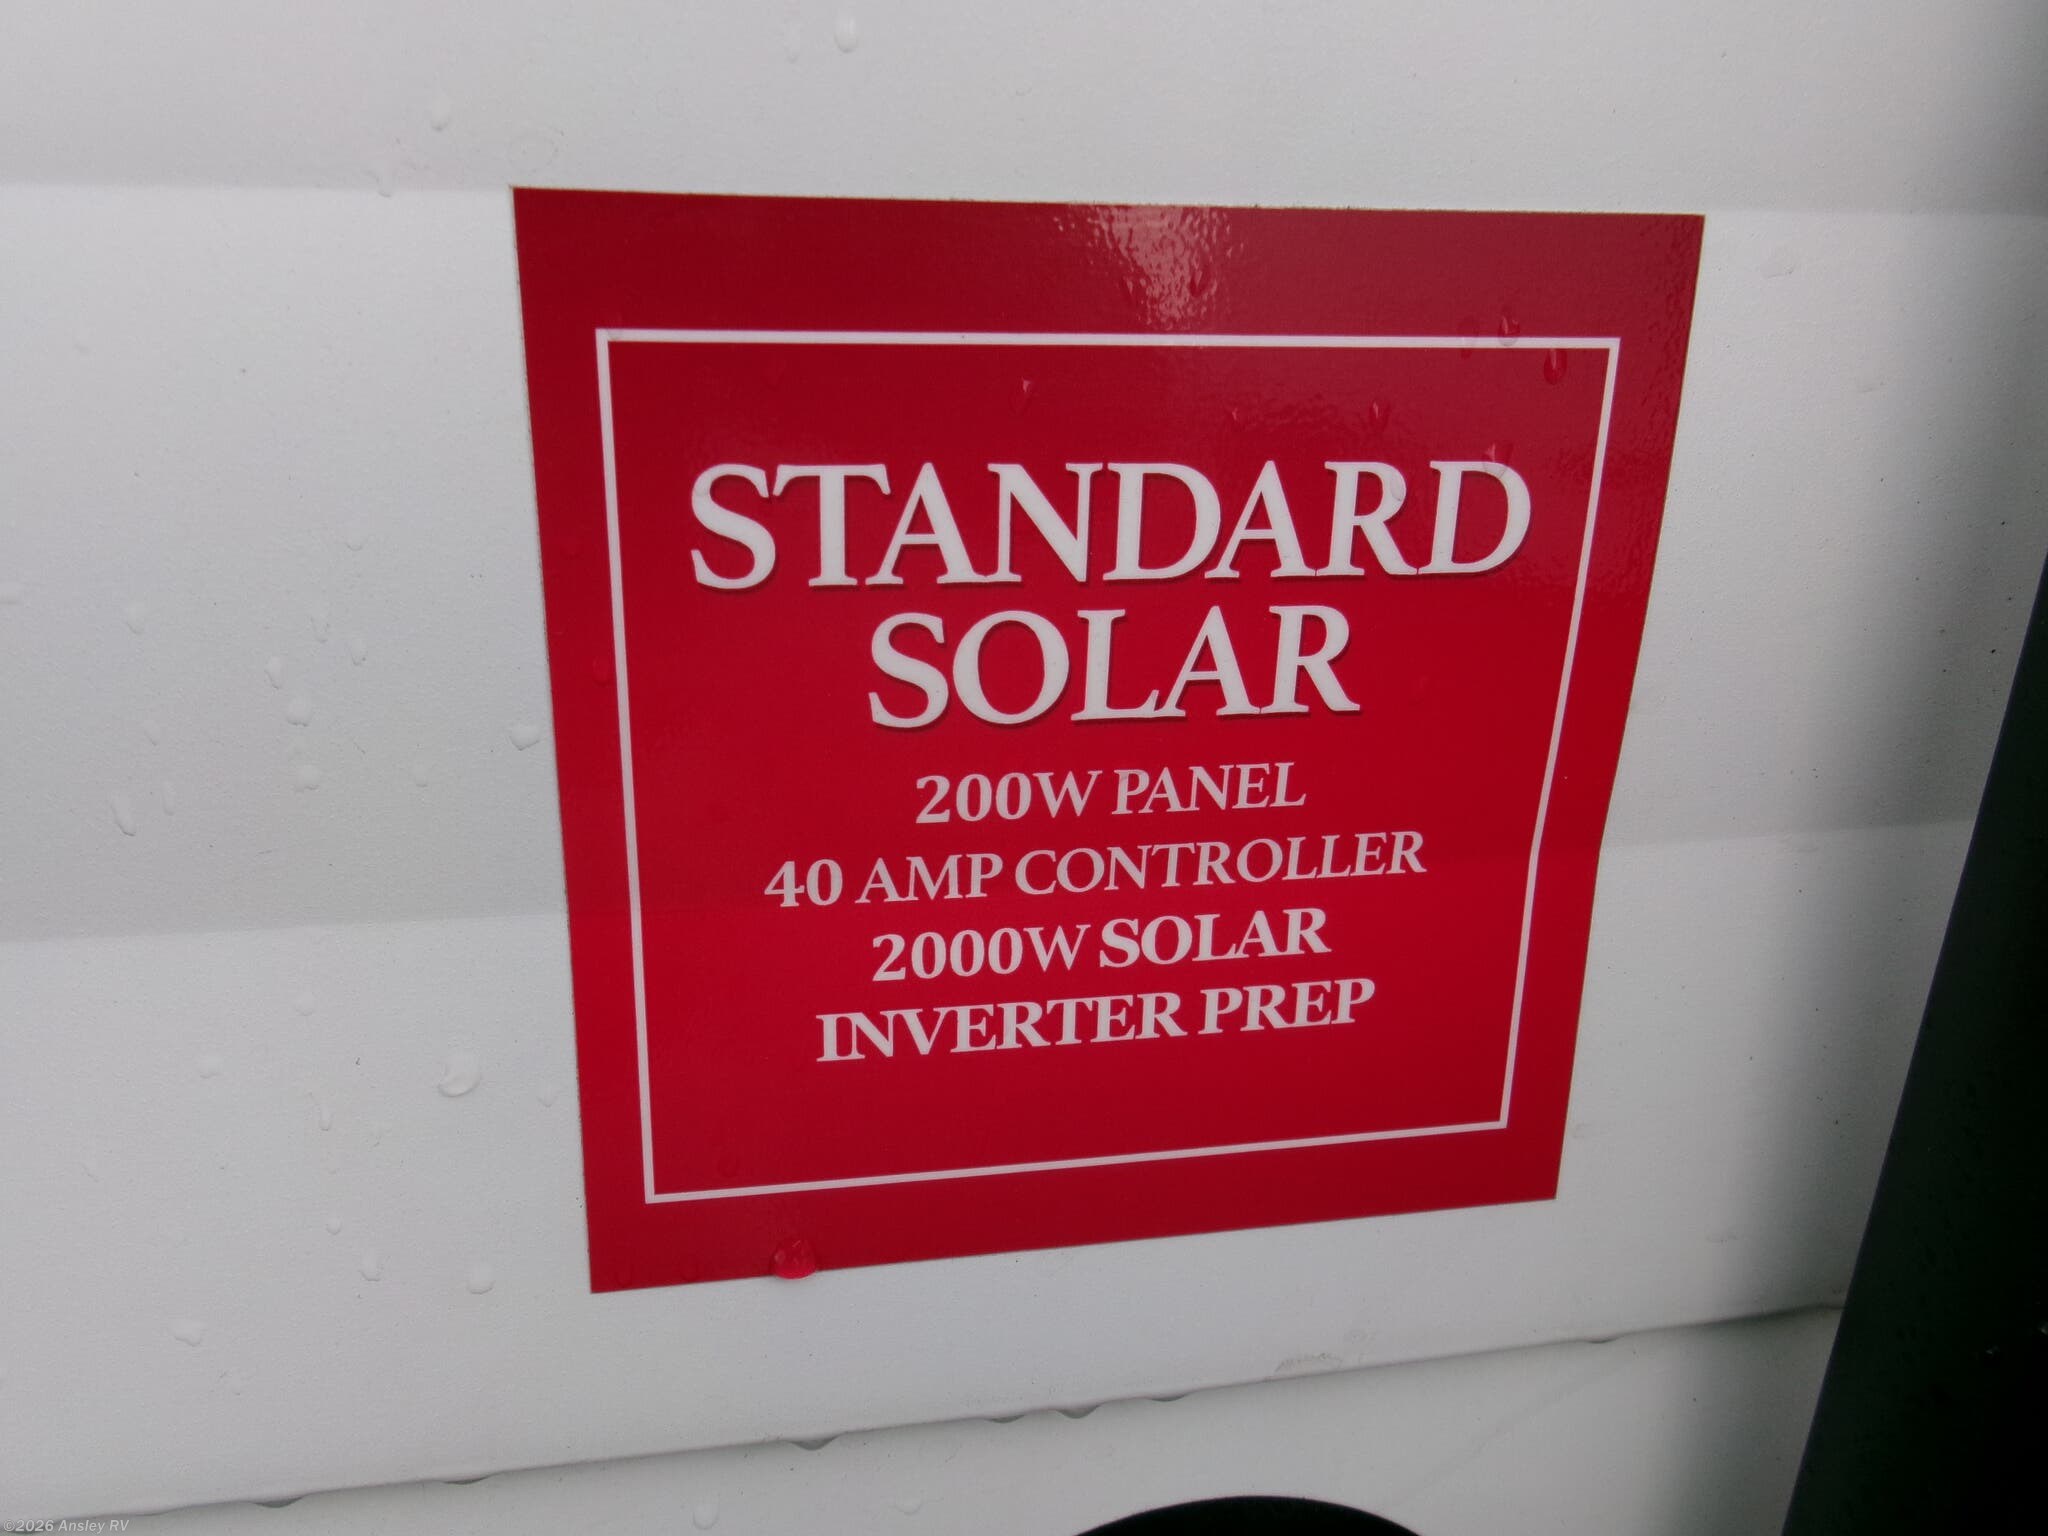 STANDARD
SOLAR
200W PANEL
40 AMP CONTROLLER
2000W SOLAR
INVERTER PREP
©2026 Ansley RV